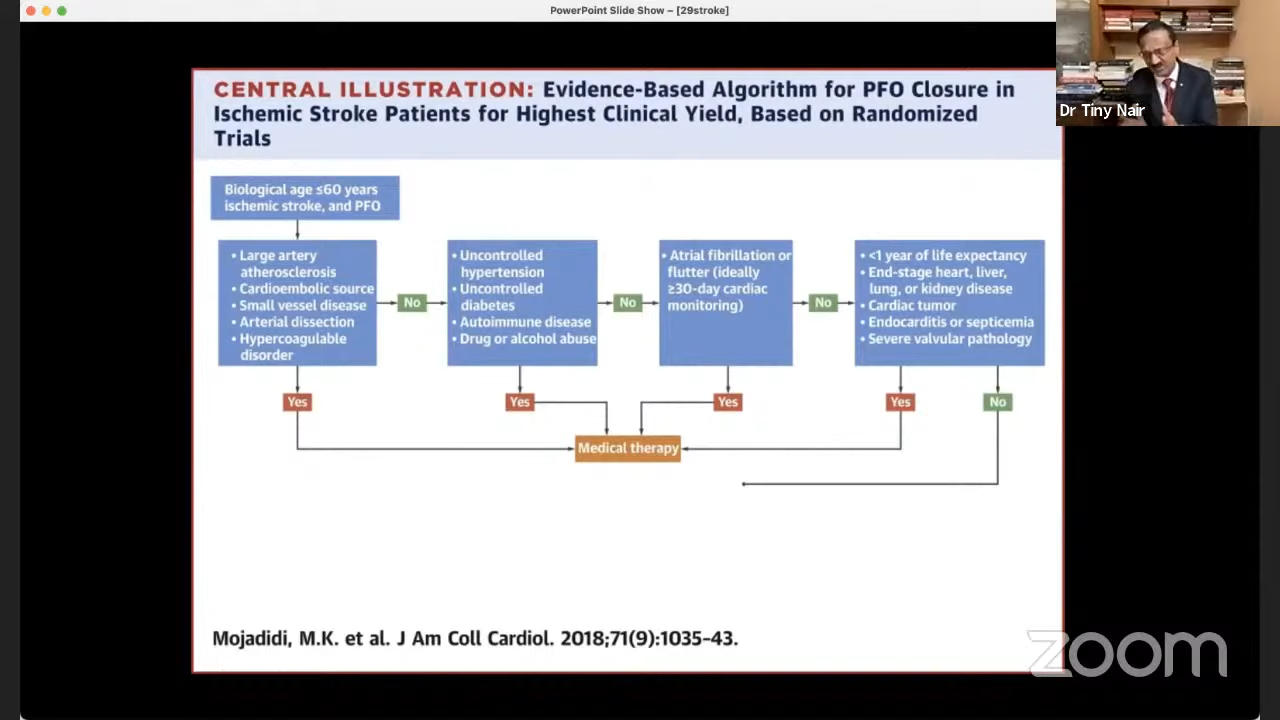 PowerPoint Slide Show – [29stroke]
Dr Tiny Nair
CENTRAL ILLUSTRATION: Evidence-Based Algorithm for PFO Closure in
Ischemic Stroke Patients for Highest Clinical Yield, Based on Randomized
Trials
Biological age ≤60 years
ischemic stroke, and PFO
• Large artery
atherosclerosis
• Cardioembolic source
• Small vessel disease
• Arterial dissection
• Hypercoagulable
disorder
No
• Uncontrolled
hypertension
• Uncontrolled
diabetes
• Autoimmune disease
• Drug or alcohol abuse
No
• Atrial fibrillation or
flutter (ideally
≥30-day cardiac
monitoring)
No
• <1 year of life expectancy
• End-stage heart, liver,
lung, or kidney disease
• Cardiac tumor
• Endocarditis or septicemia
• Severe valvular pathology
Yes
Yes
Yes
Yes
No
Medical therapy
Mojadidi, M.K. et al. J Am Coll Cardiol. 2018;71(9):1035–43.
zoom